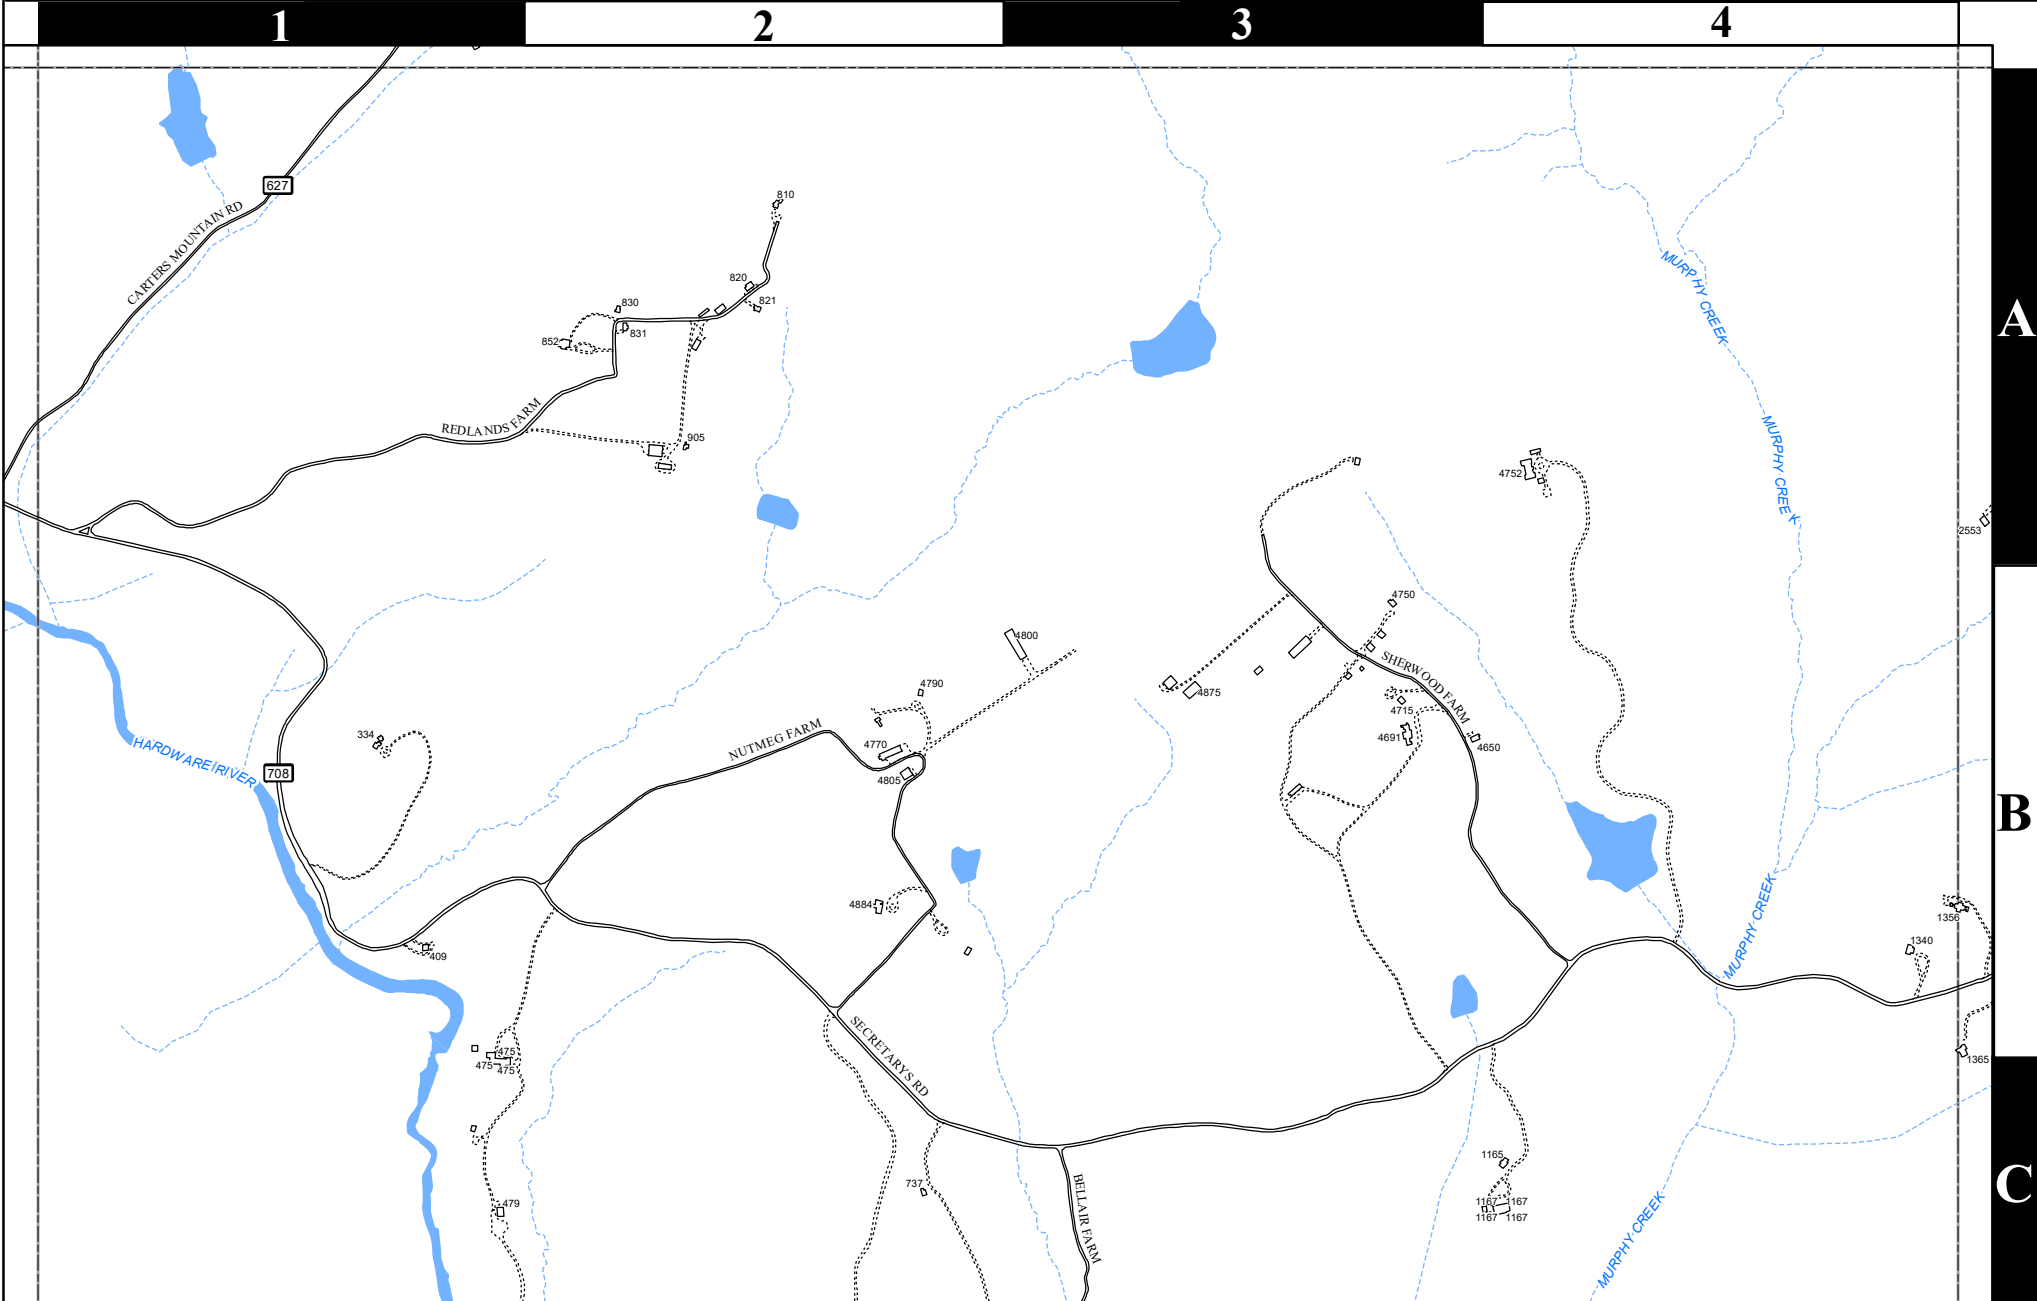 1
2
3
4
A
B
C
627
CARTERS MOUNTAIN RD
810
820
821
830
831
852
REDLANDS FARM
905
MURPHY CREEK
MURPHY CREEK
4752
2553
4750
4800
SHERWOOD FARM
4875
4790
4715
4691
4650
334
NUTMEG FARM
4770
4805
HARDWARE RIVER
708
4884
409
MURPHY CREEK
1356
1340
SECRETARYS RD
475
475
475
1365
1165
737
479
1167
1167
1167
1167
BELLAIR FARM
MURPHY CREEK